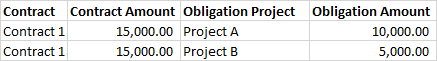 Contract Contract Amount Obligation Project Obligation Amount
Contract 1 15,000.00 Project A 10,000.00
Contract 1 15,000.00 Project B 5,000.00